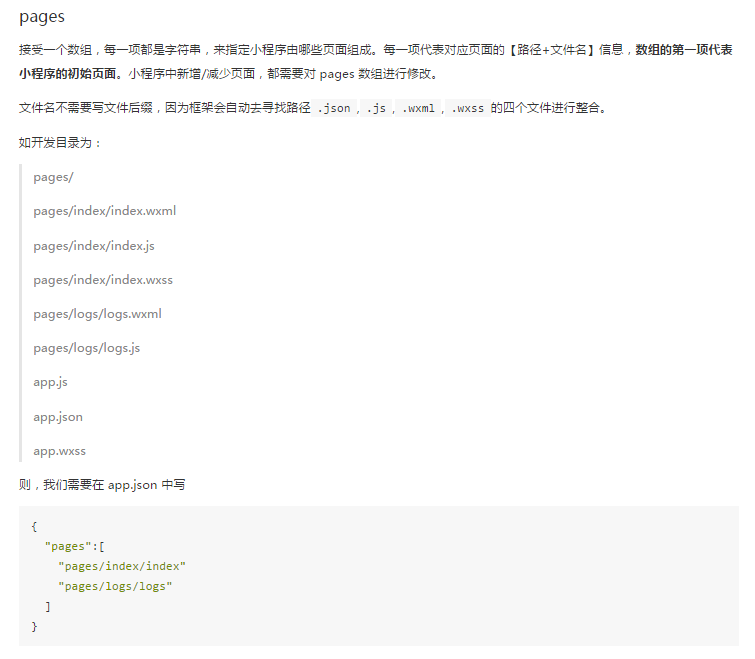 pages
接受一个数组，每一项都是字符串，来指定小程序由哪些页面组成。每一项代表对应页面的【路径+文件名】信息，数组的第一项代表
小程序的初始页面。小程序中新增/减少页面，都需要对 pages 数组进行修改。
文件名不需要写文件后缀，因为框架会自动去寻找路径 .json , .js , .wxml , .wxss 的四个文件进行整合。
如开发目录为：
pages/
pages/index/index.wxml
pages/index/index.js
pages/index/index.wxss
pages/logs/logs.wxml
pages/logs/logs.js
app.js
app.json
app.wxss
则，我们需要在 app.json 中写
{
  "pages":[
    "pages/index/index"
    "pages/logs/logs"
  ]
}